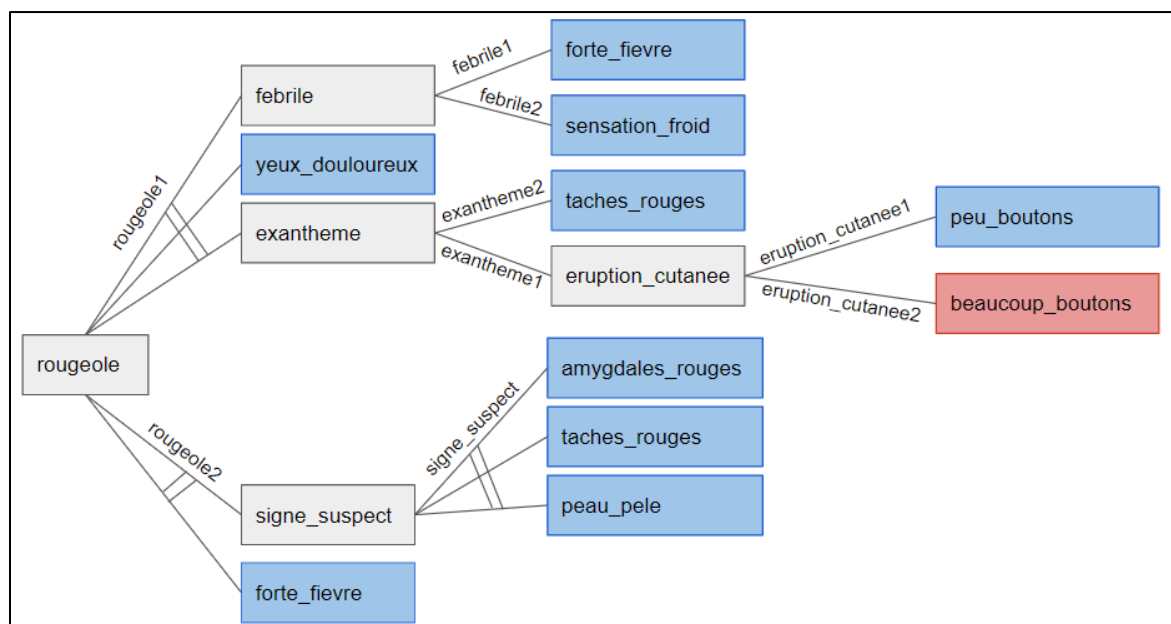 febrile1
forte_fievre
febrile
febrile2
sensation_froid
yeux_douloureux
rougeole1
exantheme2
taches_rouges
exantheme
exantheme1
eruption_cutanee
eruption_cutanee1
peu_boutons
eruption_cutanee2
beaucoup_boutons
rougeole
rougeole2
signe_suspect
amygdales_rouges
taches_rouges
signe_suspect
peau_pele
forte_fievre